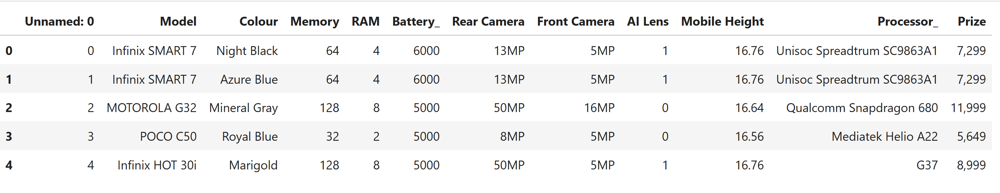 Unnamed: 0 Model Colour Memory RAM Battery_ Rear Camera Front Camera AI Lens Mobile Height Processor_ Prize
0 0 Infinix SMART 7 Night Black 64 4 6000 13MP 5MP 1 16.76 Unisoc Spreadtrum SC9863A1 7,299
1 1 Infinix SMART 7 Azure Blue 64 4 6000 13MP 5MP 1 16.76 Unisoc Spreadtrum SC9863A1 7,299
2 2 MOTOROLA G32 Mineral Gray 128 8 5000 50MP 16MP 0 16.64 Qualcomm Snapdragon 680 11,999
3 3 POCO C50 Royal Blue 32 2 5000 8MP 5MP 0 16.56 Mediatek Helio A22 5,649
4 4 Infinix HOT 30i Marigold 128 8 5000 50MP 5MP 1 16.76 G37 8,999